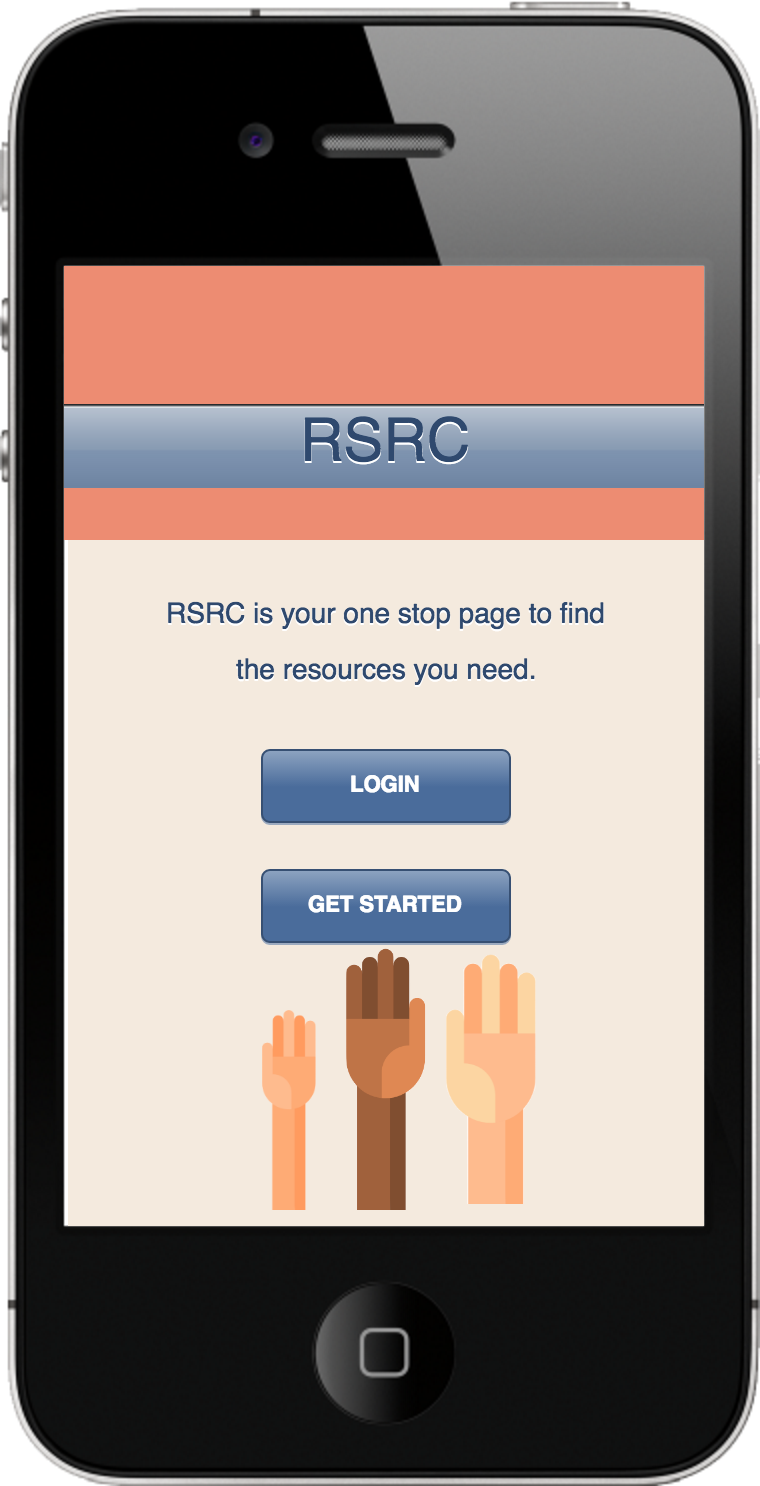 RSRC
RSRC is your one stop page to find
the resources you need.
LOGIN
GET STARTED